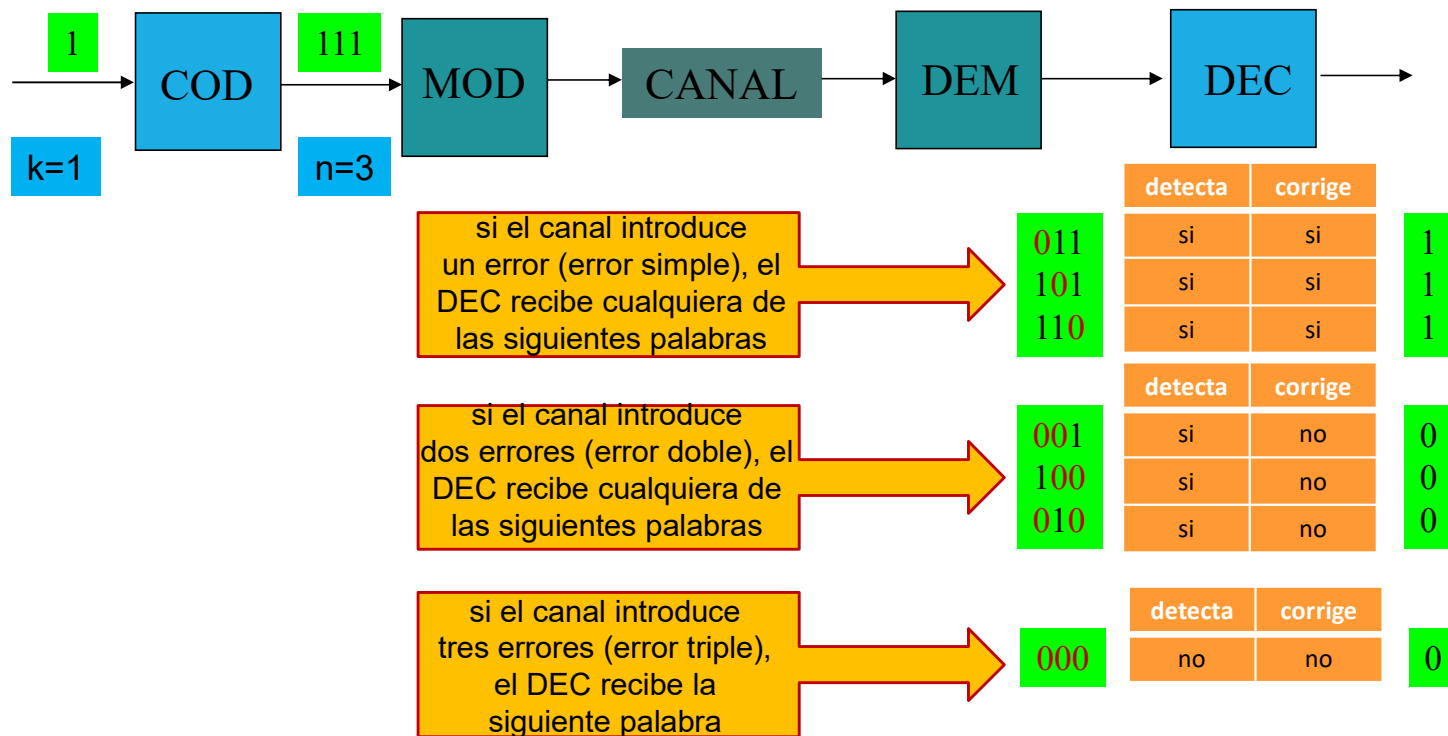 1
111
COD
MOD
CANAL
DEM
DEC
k=1
n=3
detecta corrige
si el canal introduce
un error (error simple), el
DEC recibe cualquiera de
las siguientes palabras
011 si si 1
101 si si 1
110 si si 1
detecta corrige
si el canal introduce
dos errores (error doble), el
DEC recibe cualquiera de
las siguientes palabras
001 si no 0
100 si no 0
010 si no 0
detecta corrige
si el canal introduce
tres errores (error triple),
el DEC recibe la
siguiente palabra
000 no no 0